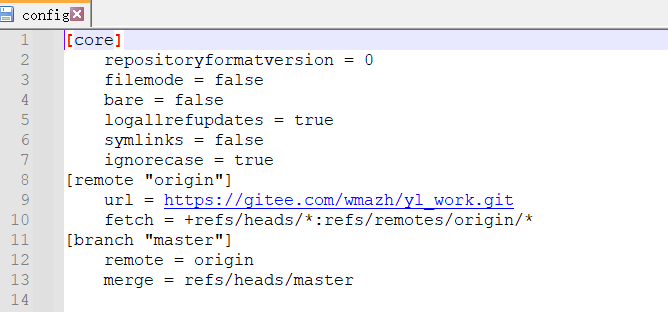 config
1 [core]
2 repositoryformatversion = 0
3 filemode = false
4 bare = false
5 logallrefupdates = true
6 symlinks = false
7 ignorecase = true
8 [remote "origin"]
9 url = https://gitee.com/wmazh/yl_work.git
10 fetch = +refs/heads/*:refs/remotes/origin/*
11 [branch "master"]
12 remote = origin
13 merge = refs/heads/master
14